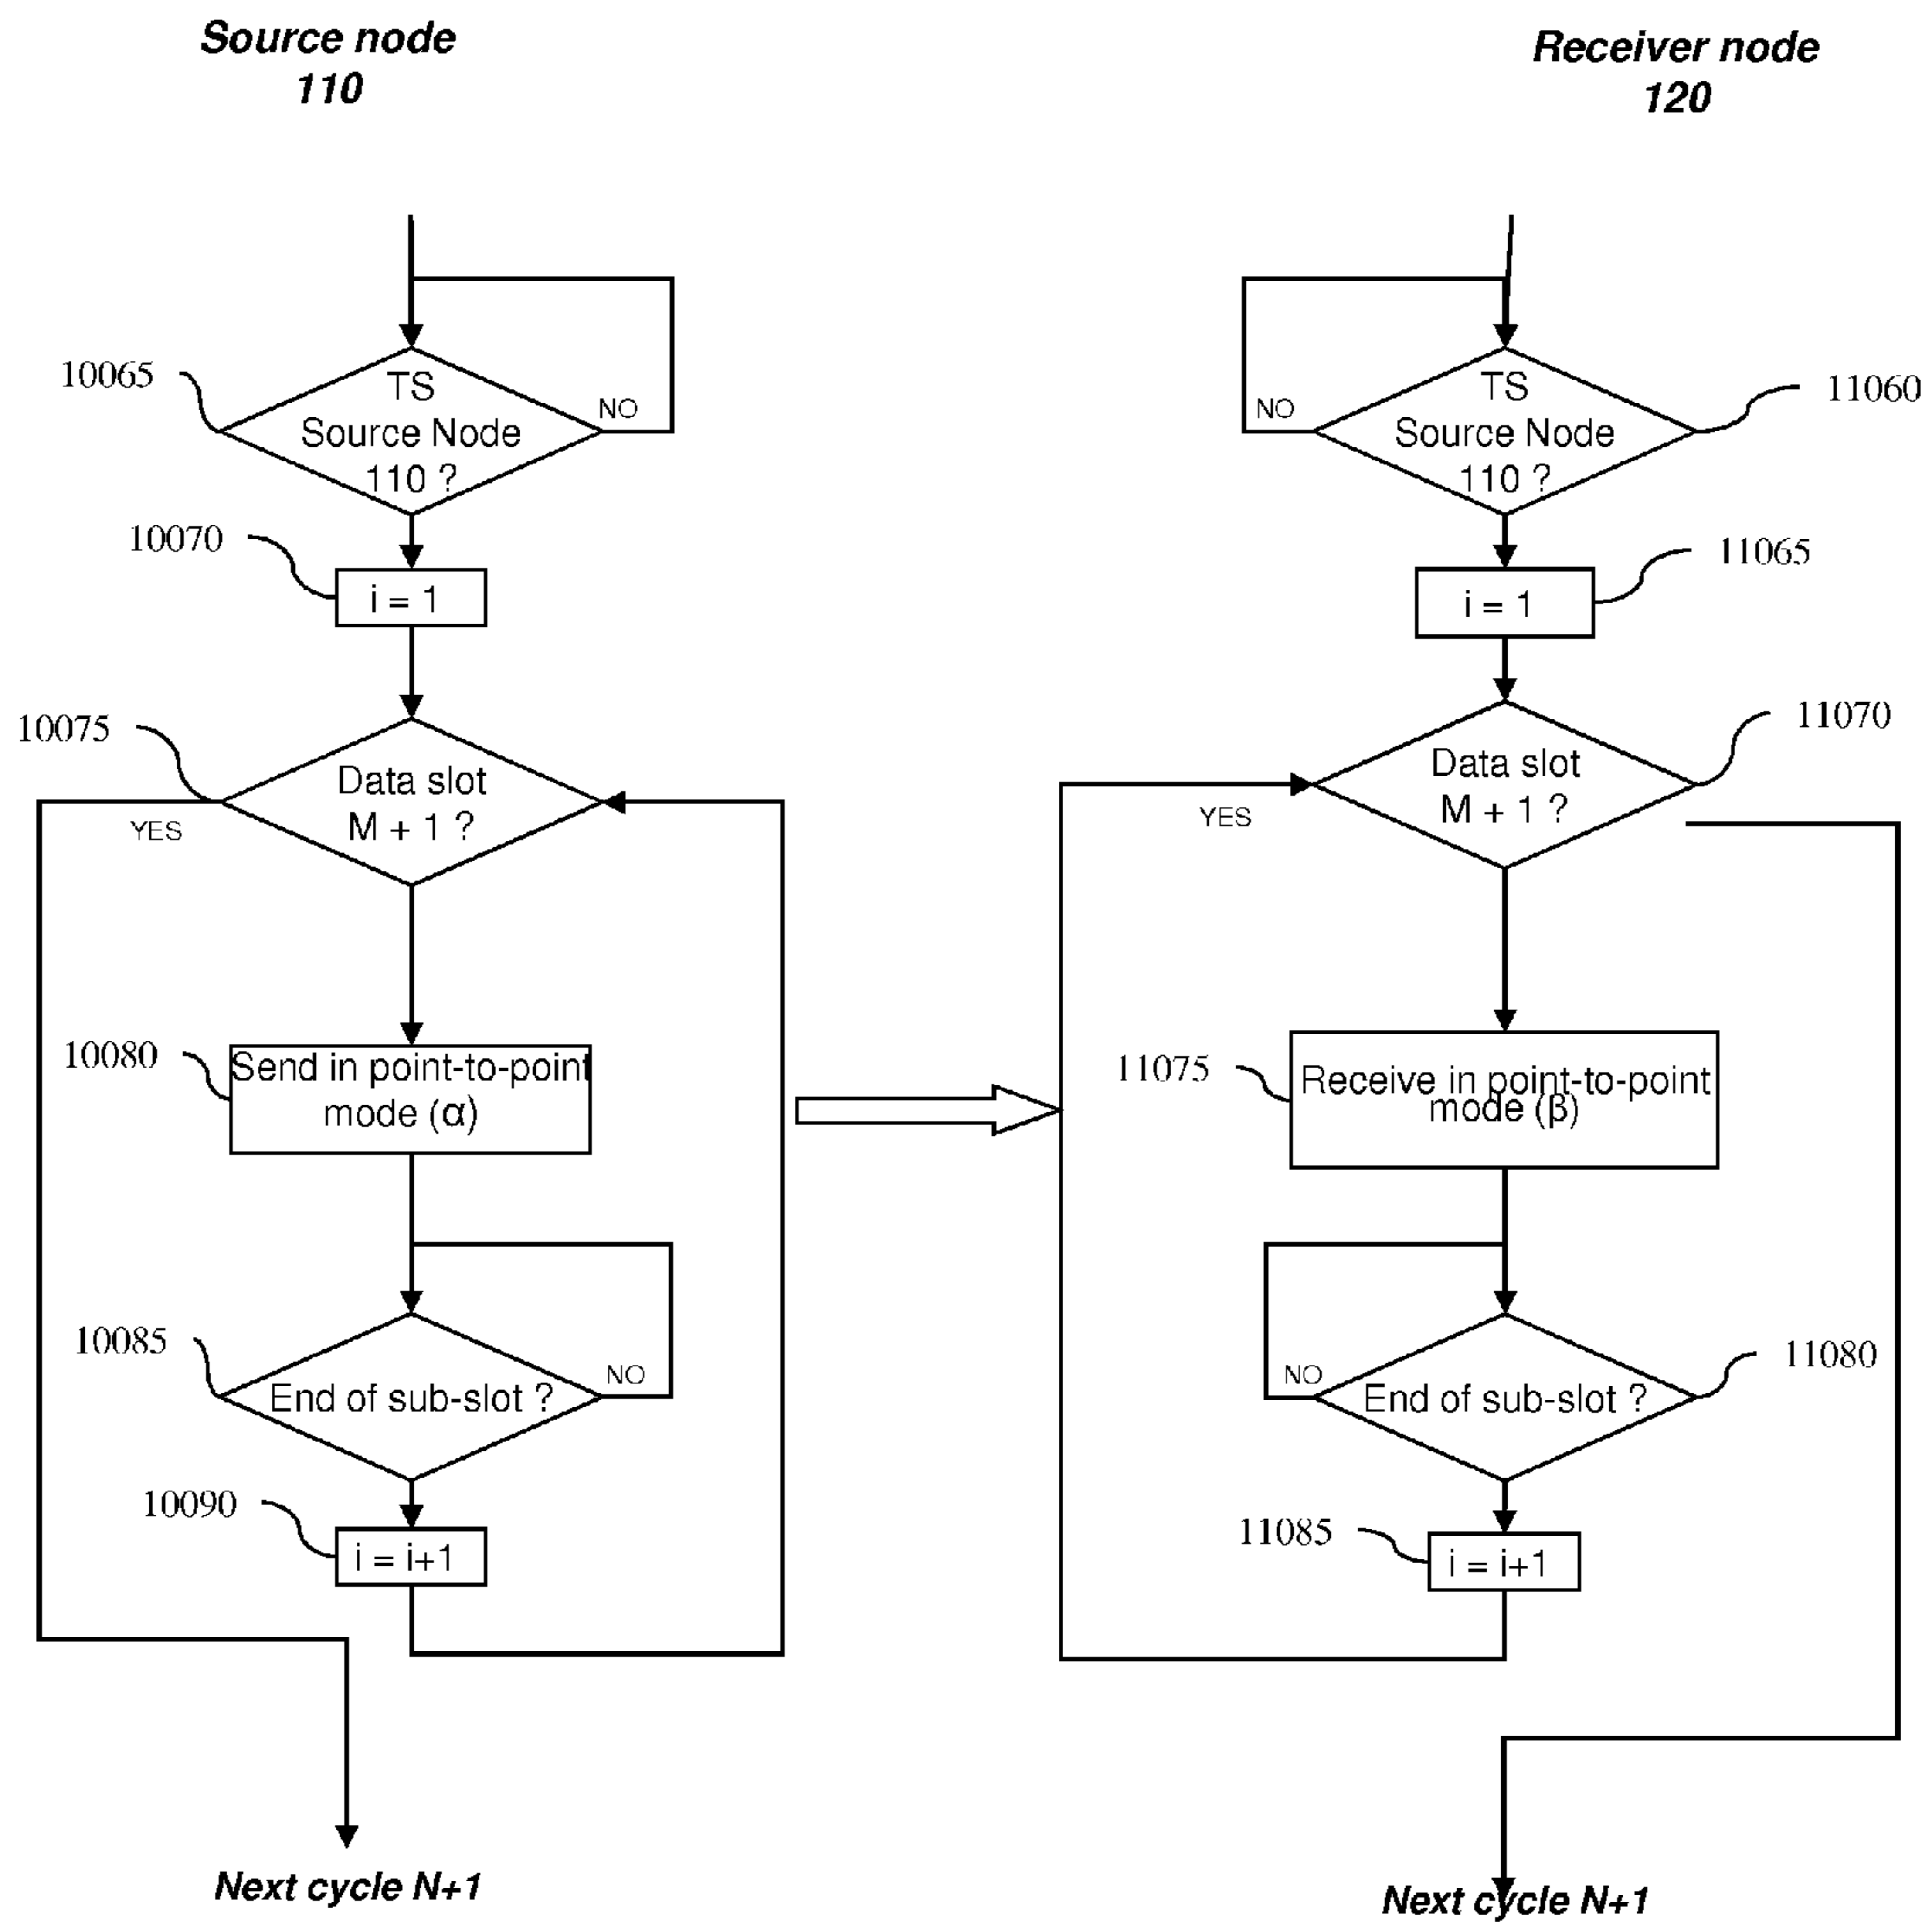 Source node
110
10065
TS
Source Node
110 ?
NO
10070
i = 1
10075
Data slot
M + 1 ?
YES
10080
Send in point-to-point
mode (α)
10085
End of sub-slot ?
NO
10090
i = i+1
Next cycle N+1
Receiver node
120
NO
TS
Source Node
110 ?
11060
i = 1
11065
YES
Data slot
M + 1 ?
11070
11075
Receive in point-to-point
mode (β)
NO
End of sub-slot ?
11080
11085
i = i+1
Next cycle N+1